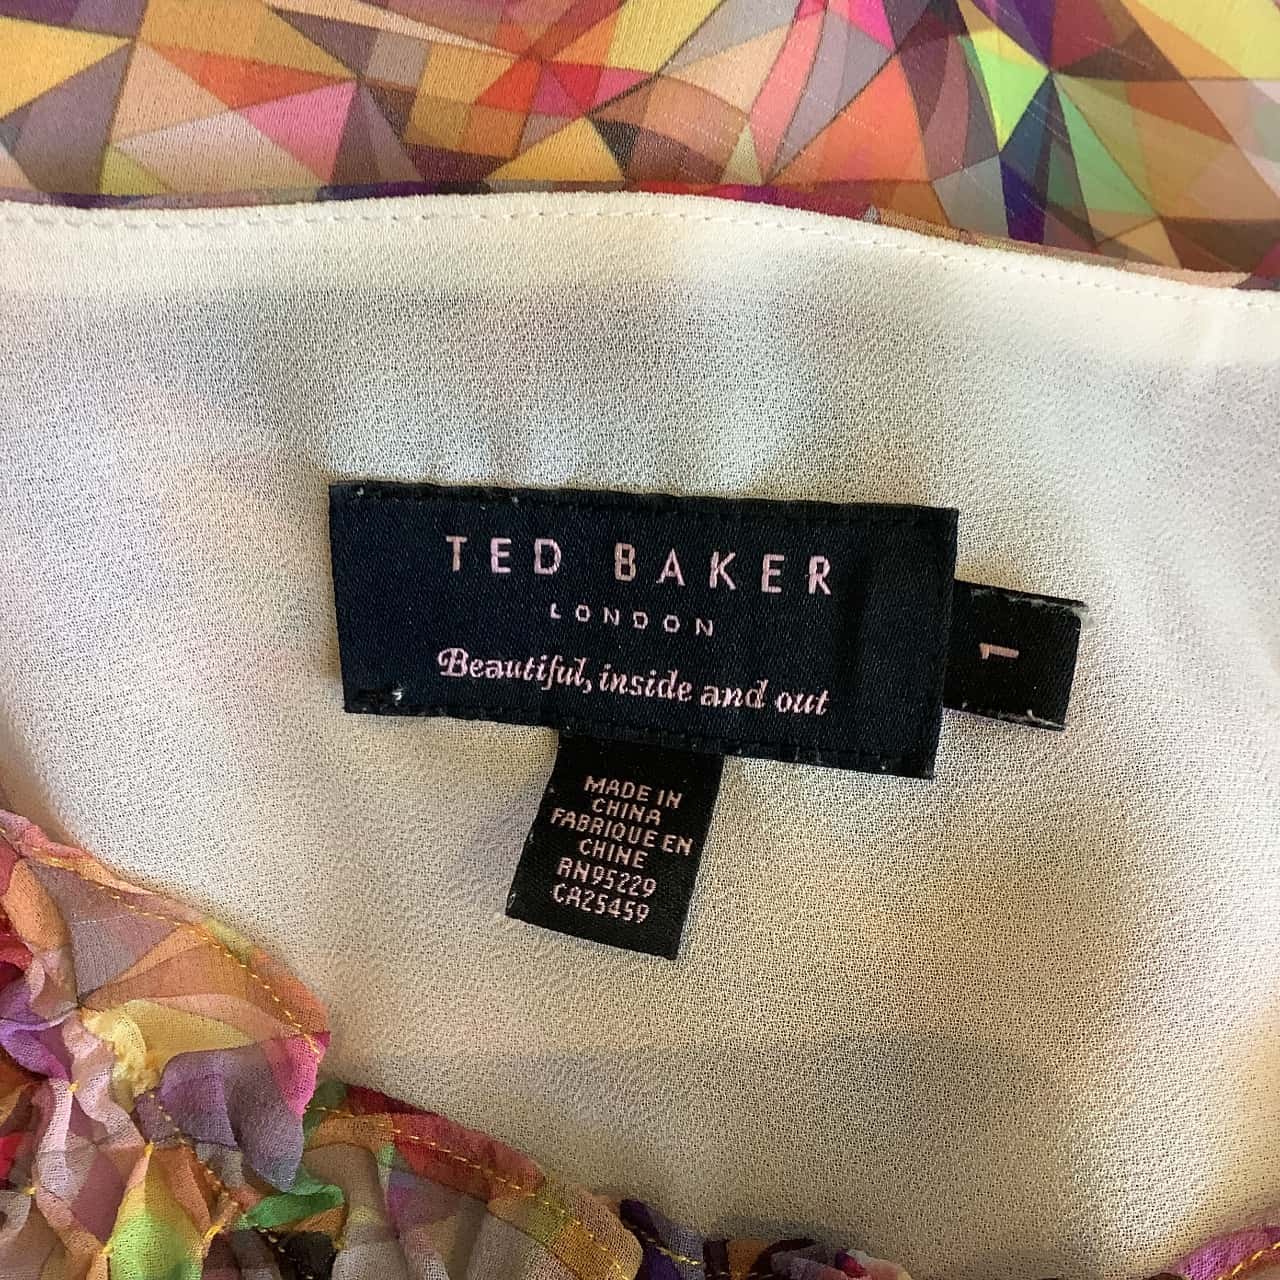 TED BAKER
LONDON
Beautiful, inside and out
1
MADE IN
CHINA
FABRIQUE EN
CHINE
RN95229
CA25459